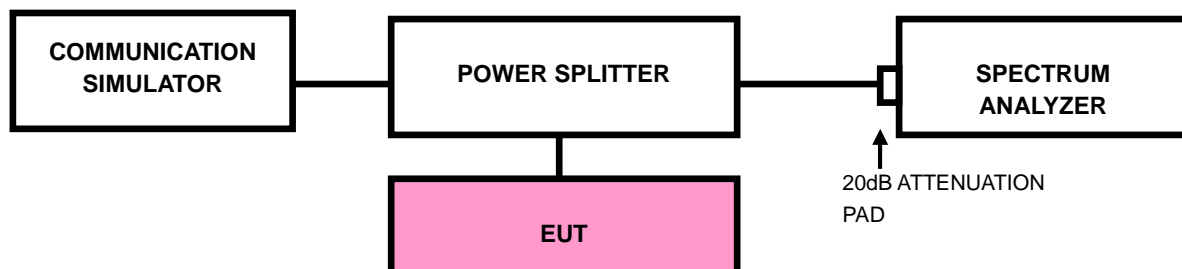 COMMUNICATION
SIMULATOR
POWER SPLITTER
SPECTRUM
ANALYZER
20dB ATTENUATION
PAD
EUT